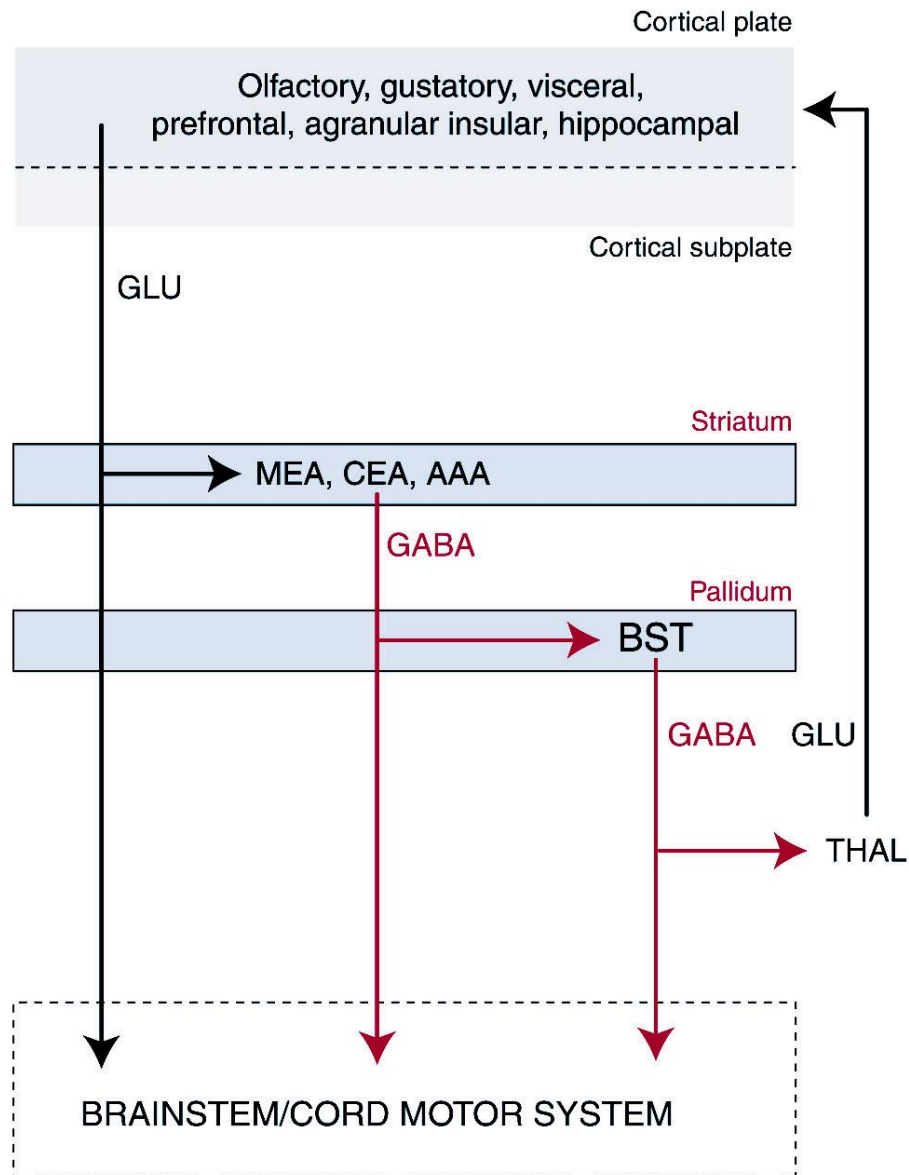 Cortical plate
Olfactory, gustatory, visceral,
prefrontal, agranular insular, hippocampal
Cortical subplate
GLU
Striatum
MEA, CEA, AAA
GABA
Pallidum
BST
GABA
GLU
THAL
BRAINSTEM/CORD MOTOR SYSTEM